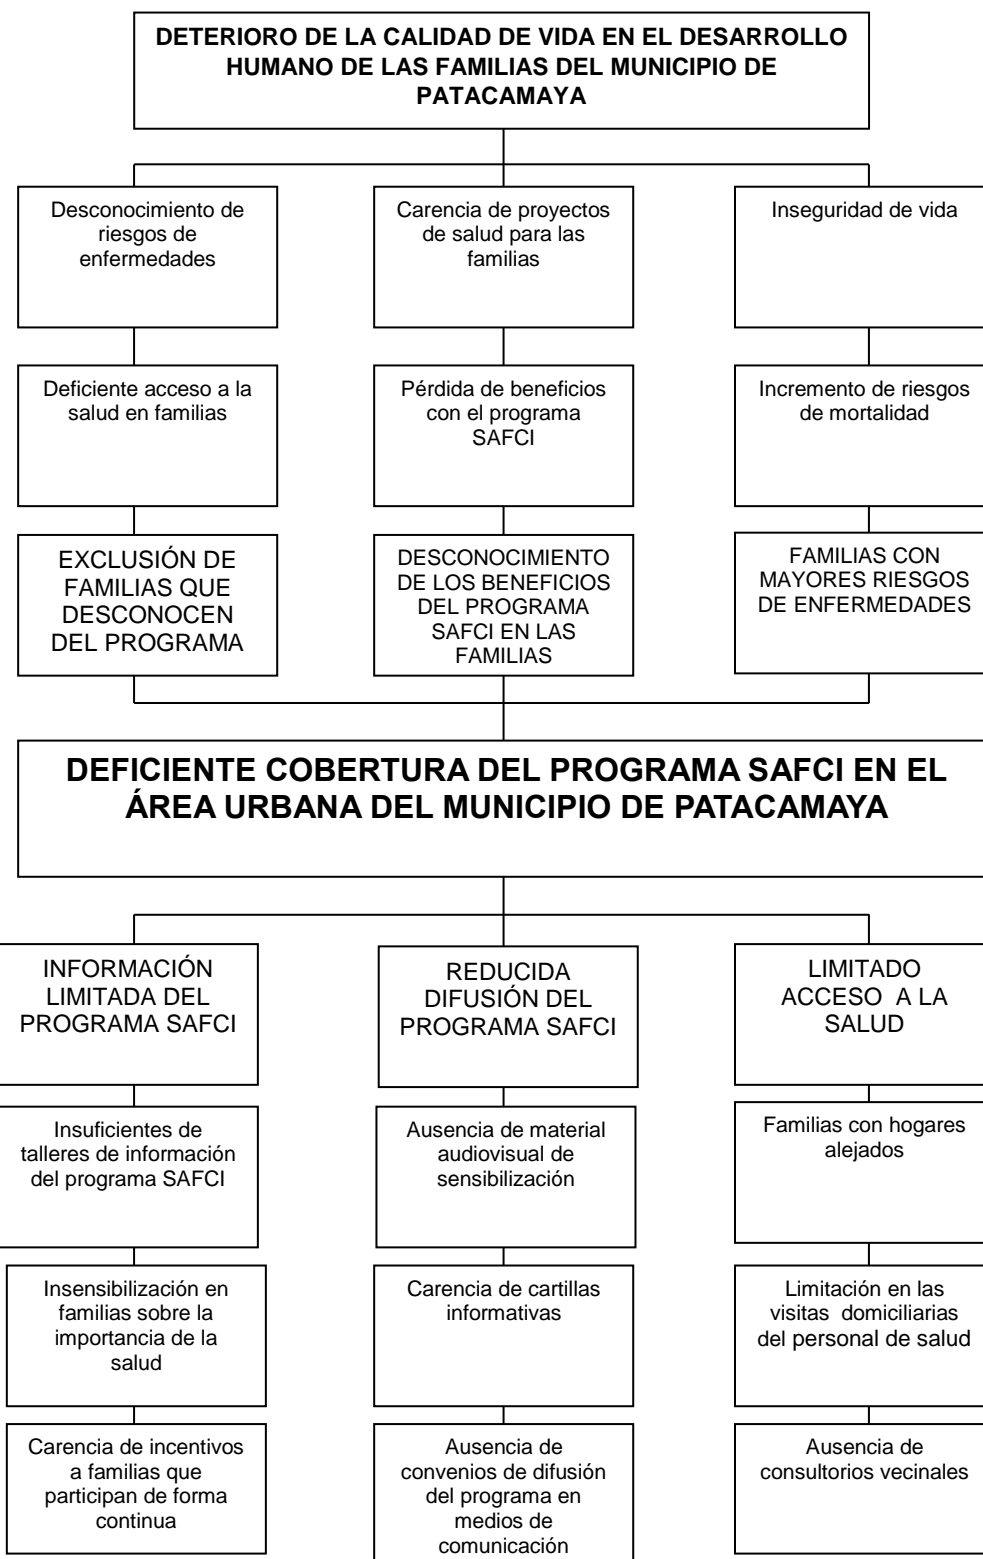 DETERIORO DE LA CALIDAD DE VIDA EN EL DESARROLLO
HUMANO DE LAS FAMILIAS DEL MUNICIPIO DE
PATACAMAYA
Desconocimiento de
riesgos de
enfermedades
Carencia de proyectos
de salud para las
familias
Inseguridad de vida
Deficiente acceso a la
salud en familias
Pérdida de beneficios
con el programa
SAFCI
Incremento de riesgos
de mortalidad
EXCLUSIÓN DE
FAMILIAS QUE
DESCONOCEN
DEL PROGRAMA
DESCONOCIMIENTO
DE LOS BENEFICIOS
DEL PROGRAMA
SAFCI EN LAS
FAMILIAS
FAMILIAS CON
MAYORES RIESGOS
DE ENFERMEDADES
DEFICIENTE COBERTURA DEL PROGRAMA SAFCI EN EL
ÁREA URBANA DEL MUNICIPIO DE PATACAMAYA
INFORMACIÓN
LIMITADA DEL
PROGRAMA SAFCI
REDUCIDA
DIFUSIÓN DEL
PROGRAMA SAFCI
LIMITADO
ACCESO A LA
SALUD
Insuficientes de
talleres de información
del programa SAFCI
Ausencia de material
audiovisual de
sensibilización
Familias con hogares
alejados
Insensibilización en
familias sobre la
importancia de la
salud
Carencia de cartillas
informativas
Limitación en las
visitas domiciliarias
del personal de salud
Carencia de incentivos
a familias que
participan de forma
continua
Ausencia de
convenios de difusión
del programa en
medios de
comunicación
Ausencia de
consultorios vecinales